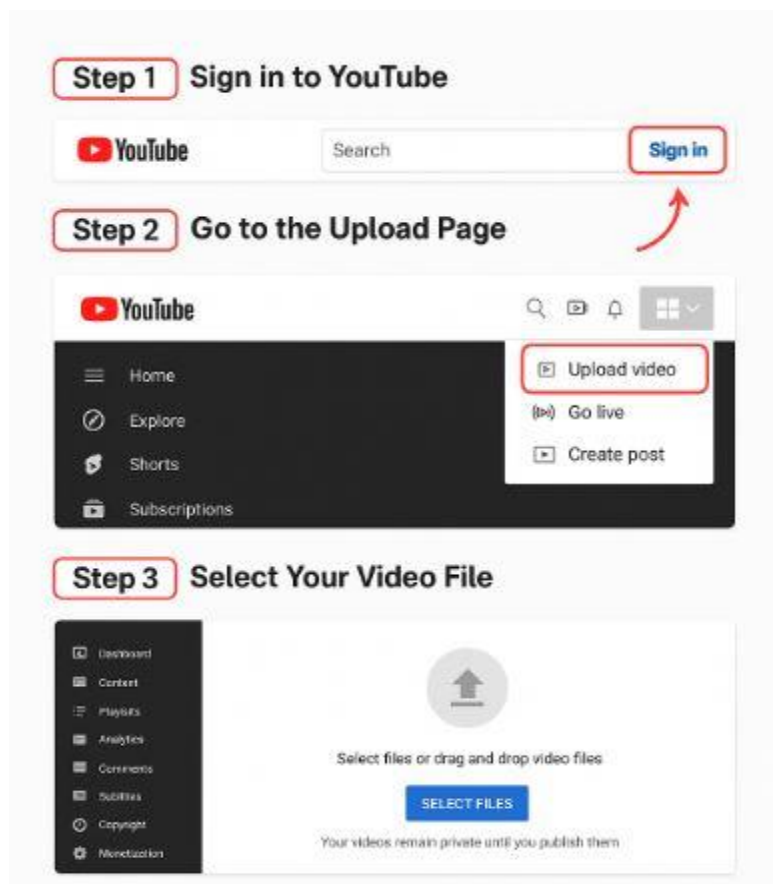 Step 1 Sign in to YouTube
YouTube Search Sign in
Step 2 Go to the Upload Page
YouTube
Upload video
Home
Go live
Explore
Create post
Shorts
Subscriptions
Step 3 Select Your Video File
Dashboard
Content
Playlists
Analytics
Comments
Subtitles
Copyright
Monetization
Select files or drag and drop video files
SELECT FILES
Your videos remain private until you publish them